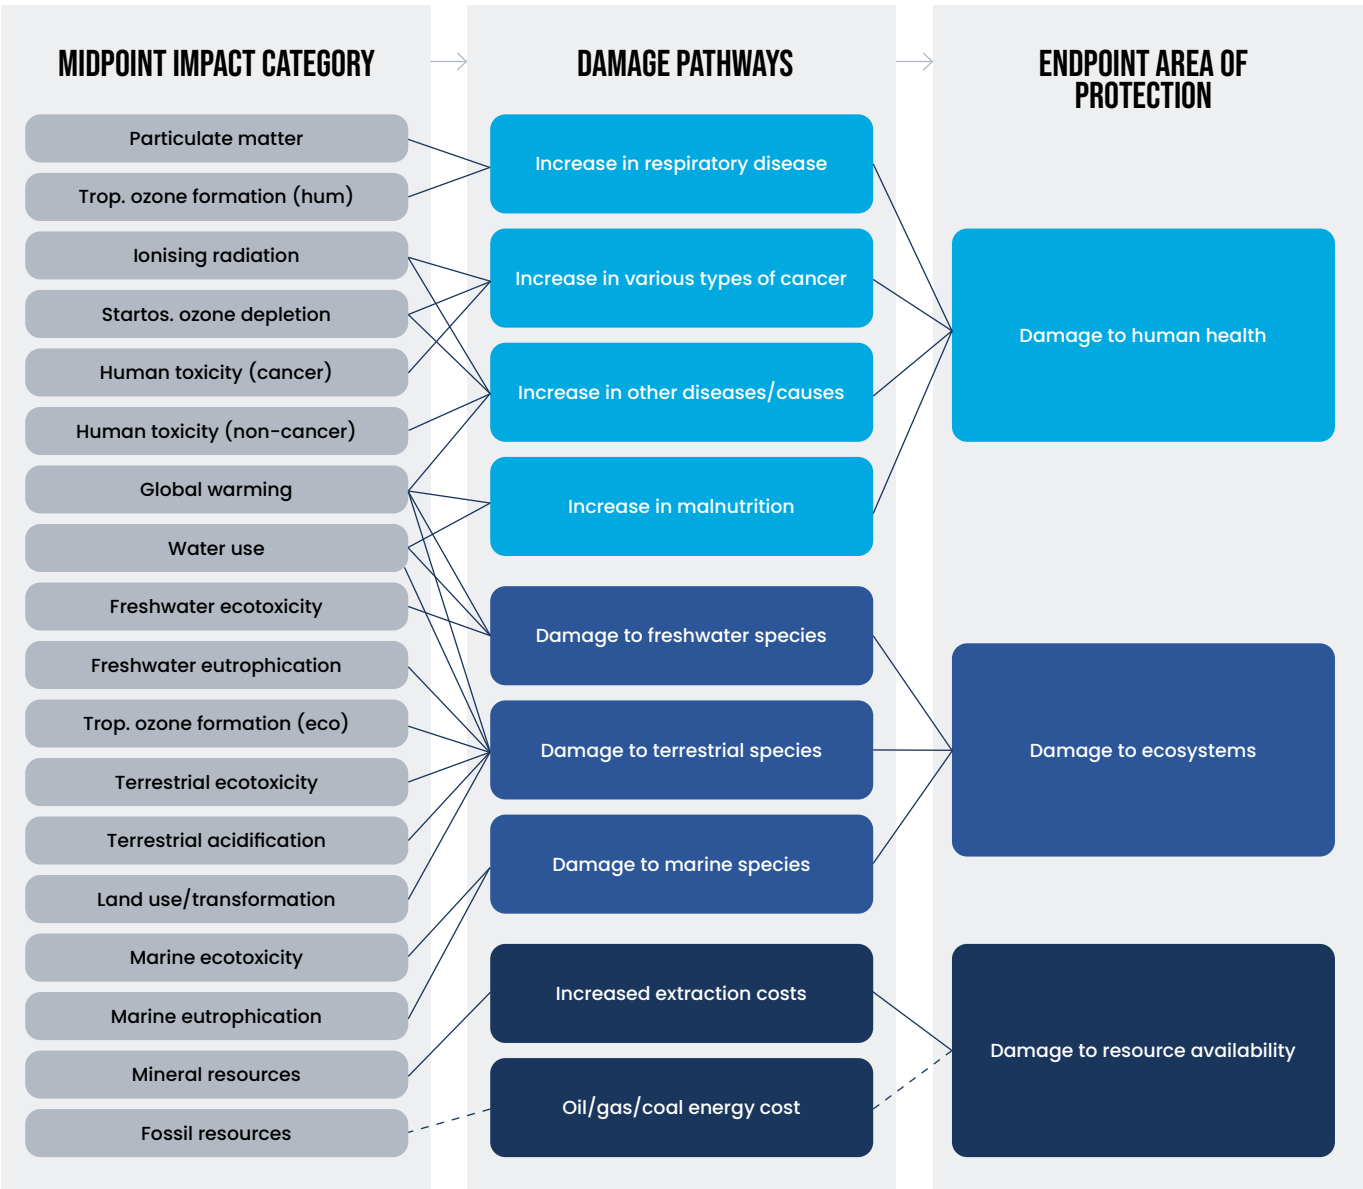 MIDPOINT IMPACT CATEGORY
Particulate matter
Trop. ozone formation (hum)
Ionising radiation
Startos. ozone depletion
Human toxicity (cancer)
Human toxicity (non-cancer)
Global warming
Water use
Freshwater ecotoxicity
Freshwater eutrophication
Trop. ozone formation (eco)
Terrestrial ecotoxicity
Terrestrial acidification
Land use/transformation
Marine ecotoxicity
Marine eutrophication
Mineral resources
Fossil resources
DAMAGE PATHWAYS
Increase in respiratory disease
Increase in various types of cancer
Increase in other diseases/causes
Increase in malnutrition
Damage to freshwater species
Damage to terrestrial species
Damage to marine species
Increased extraction costs
Oil/gas/coal energy cost
ENDPOINT AREA OF
PROTECTION
Damage to human health
Damage to ecosystems
Damage to resource availability